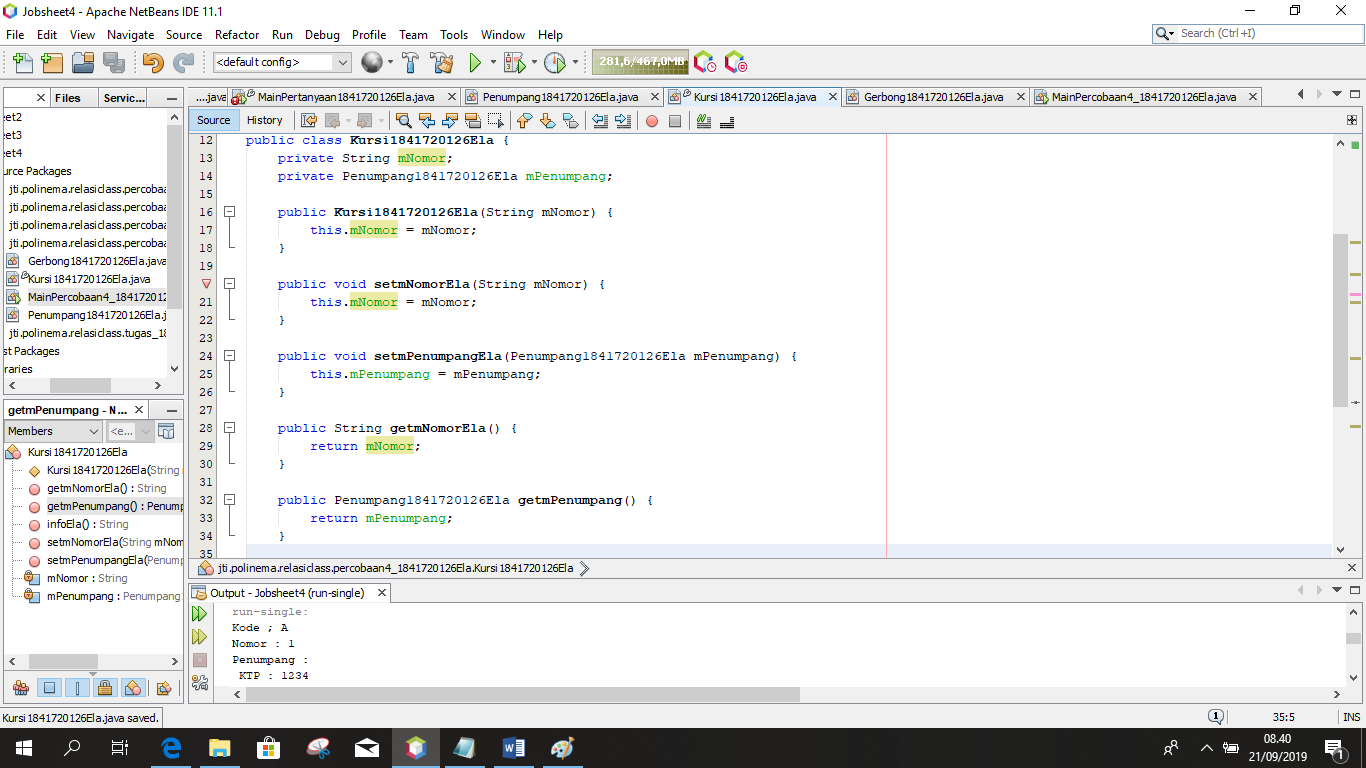 Jobsheet4 - Apache NetBeans IDE 11.1
File Edit View Navigate Source Refactor Run Debug Profile Team Tools Window Help
Search (Ctrl+I)
<default config>
281,6/467,0MB
Files Servic...
...java MainPertanyaan1841720126Ela.java Penumpang1841720126Ela.java Kursi1841720126Ela.java Gerbong1841720126Ela.java MainPercobaan4_1841720126Ela.java
Source History
eet2
eet3
eet4
urce Packages
jti.polinema.relasiclass.percobaa
jti.polinema.relasiclass.percobaa
jti.polinema.relasiclass.percobaa
jti.polinema.relasiclass.percobaa
Gerbong1841720126Ela.java
Kursi1841720126Ela.java
MainPercobaan4_184172012
Penumpang1841720126Ela.j
jti.polinema.relasiclass.tugas_18
st Packages
raries
getmPenumpang - N...
Members <e...
Kursi1841720126Ela
Kursi1841720126Ela(String
getmNomorEla() : String
getmPenumpang() : Penump
infoEla() : String
setmNomorEla(String mNom
setmPenumpangEla(Penump
mNomor : String
mPenumpang : Penumpang
12 public class Kursi1841720126Ela {
13 private String mNomor;
14 private Penumpang1841720126Ela mPenumpang;
15
16 public Kursi1841720126Ela(String mNomor) {
17 this.mNomor = mNomor;
18 }
19
public void setmNomorEla(String mNomor) {
21 this.mNomor = mNomor;
22 }
23
24 public void setmPenumpangEla(Penumpang1841720126Ela mPenumpang) {
25 this.mPenumpang = mPenumpang;
26 }
27
28 public String getmNomorEla() {
29 return mNomor;
30 }
31
32 public Penumpang1841720126Ela getmPenumpang() {
33 return mPenumpang;
34 }
35
jti.polinema.relasiclass.percobaan4_1841720126Ela.Kursi1841720126Ela
Output - Jobsheet4 (run-single)
run-single:
Kode ; A
Nomor : 1
Penumpang :
KTP : 1234
Kursi1841720126Ela.java saved.
1
35:5 INS
08.40
21/09/2019
1